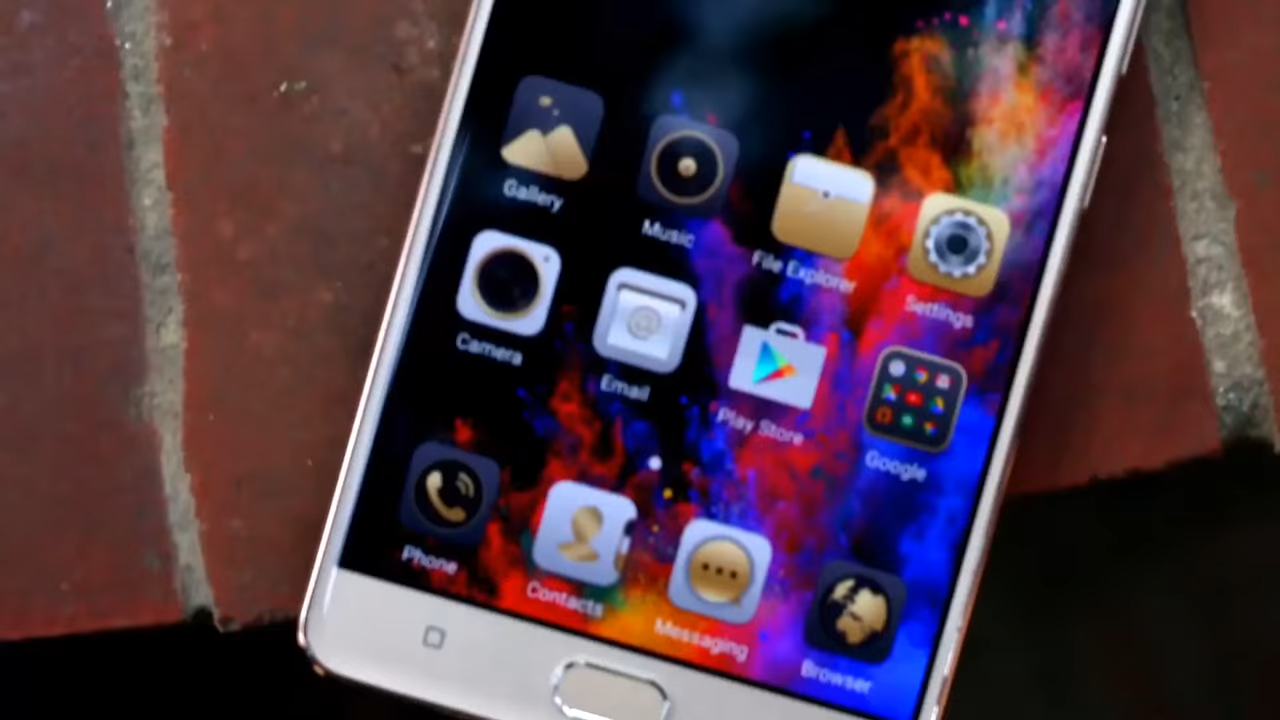 Gallery
Music
File Explorer
Settings
Camera
Email
Play Store
Google
Phone
Contacts
Messaging
Browser